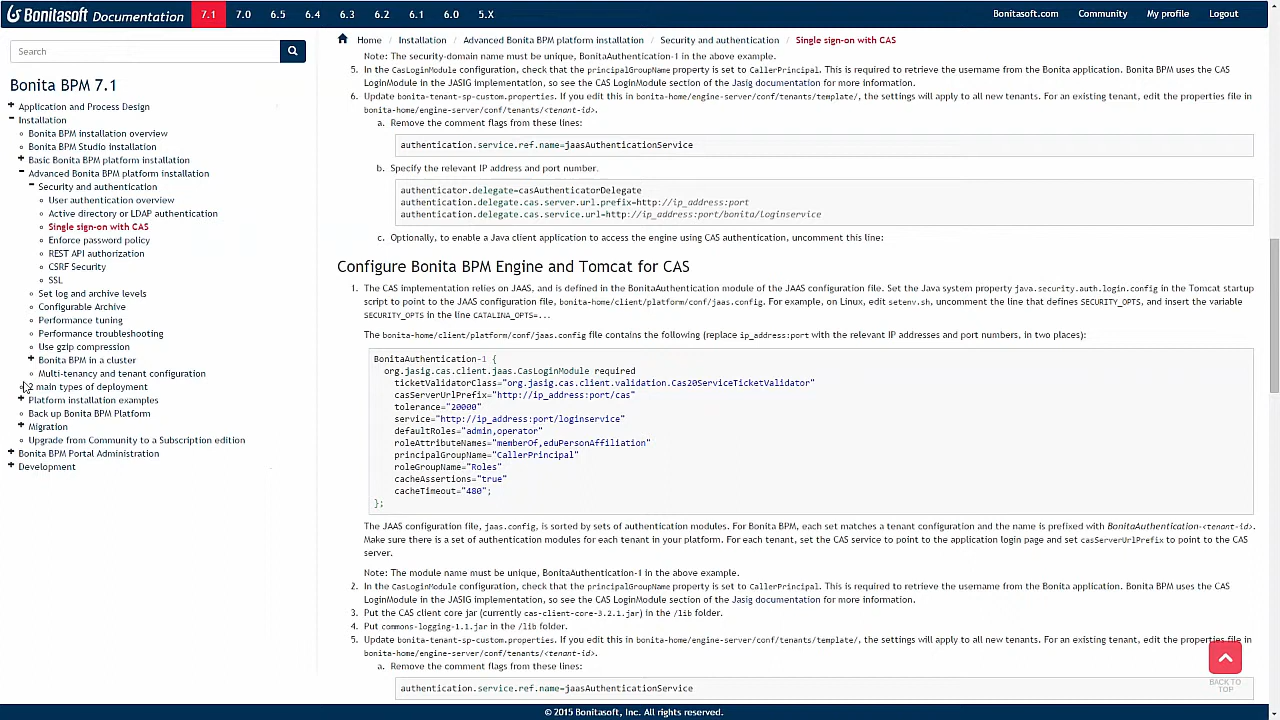 Bonitasoft Documentation 7.1 7.0 6.5 6.4 6.3 6.2 6.1 6.0 5.X Bonitasoft.com Community My profile Logout
Search
Bonita BPM 7.1
Application and Process Design
Installation
Bonita BPM installation overview
Bonita BPM Studio installation
Basic Bonita BPM platform installation
Advanced Bonita BPM platform installation
Security and authentication
User authentication overview
Active directory or LDAP authentication
Single sign-on with CAS
Enforce password policy
REST API authorization
CSRF Security
SSL
Set log and archive levels
Configurable Archive
Performance tuning
Performance troubleshooting
Use gzip compression
Bonita BPM in a cluster
Multi-tenancy and tenant configuration
2 main types of deployment
Platform installation examples
Back up Bonita BPM Platform
Migration
Upgrade from Community to a Subscription edition
Bonita BPM Portal Administration
Development
Home / Installation / Advanced Bonita BPM platform installation / Security and authentication / Single sign-on with CAS
Note: The security-domain name must be unique, BonitaAuthentication-1 in the above example.
5. In the CasLoginModule configuration, check that the principalGroupName property is set to CallerPrincipal. This is required to retrieve the username from the Bonita application. Bonita BPM uses the CAS
LoginModule in the JASIG implementation, so see the CAS LoginModule section of the Jasig documentation for more information.
6. Update bonita-tenant-sp-custom.properties. If you edit this in bonita-home/engine-server/conf/tenants/template/, the settings will apply to all new tenants. For an existing tenant, edit the properties file in
bonita-home/engine-server/conf/tenants/<tenant-id>.
a. Remove the comment flags from these lines:
authentication.service.ref.name=jaasAuthenticationService
b. Specify the relevant IP address and port number.
authenticator.delegate=casAuthenticatorDelegate
authentication.delegate.cas.server.url.prefix=http://ip_address:port
authentication.delegate.cas.service.url=http://ip_address:port/bonita/loginservice
c. Optionally, to enable a Java client application to access the engine using CAS authentication, uncomment this line:
Configure Bonita BPM Engine and Tomcat for CAS
1. The CAS implementation relies on JAAS, and is defined in the BonitaAuthentication module of the JAAS configuration file. Set the Java system property java.security.auth.login.config in the Tomcat startup
script to point to the JAAS configuration file, bonita-home/client/platform/conf/jaas.config. For example, on Linux, edit setenv.sh, uncomment the line that defines SECURITY_OPTS, and insert the variable
SECURITY_OPTS in the line CATALINA_OPTS=...
The bonita-home/client/platform/conf/jaas.config file contains the following (replace ip_address:port with the relevant IP addresses and port numbers, in two places):
BonitaAuthentication-1 {
org.jasig.cas.client.jaas.CasLoginModule required
ticketValidatorClass="org.jasig.cas.client.validation.Cas20ServiceTicketValidator"
casServerUrlPrefix="http://ip_address:port/cas"
tolerance="20000"
service="http://ip_address:port/loginservice"
defaultRoles="admin,operator"
roleAttributeNames="memberOf,eduPersonAffiliation"
principalGroupName="CallerPrincipal"
roleGroupName="Roles"
cacheAssertions="true"
cacheTimeout="480";
};
The JAAS configuration file, jaas.config, is sorted by sets of authentication modules. For Bonita BPM, each set matches a tenant configuration and the name is prefixed with BonitaAuthentication-<tenant-id>.
Make sure there is a set of authentication modules for each tenant in your platform. For each tenant, set the CAS service to point to the application login page and set casServerUrlPrefix to point to the CAS
server.
Note: The module name must be unique, BonitaAuthentication-1 in the above example.
2. In the CasLoginModule configuration, check that the principalGroupName property is set to CallerPrincipal. This is required to retrieve the username from the Bonita application. Bonita BPM uses the CAS
LoginModule in the JASIG implementation, so see the CAS LoginModule section of the Jasig documentation for more information.
3. Put the CAS client core jar (currently cas-client-core-3.2.1.jar) in the /lib folder.
4. Put commons-logging-1.1.jar in the /lib folder.
5. Update bonita-tenant-sp-custom.properties. If you edit this in bonita-home/engine-server/conf/tenants/template/, the settings will apply to all new tenants. For an existing tenant, edit the properties file in
bonita-home/engine-server/conf/tenants/<tenant-id>.
a. Remove the comment flags from these lines:
authentication.service.ref.name=jaasAuthenticationService
BACK TO
TOP
© 2015 Bonitasoft, Inc. All rights reserved.